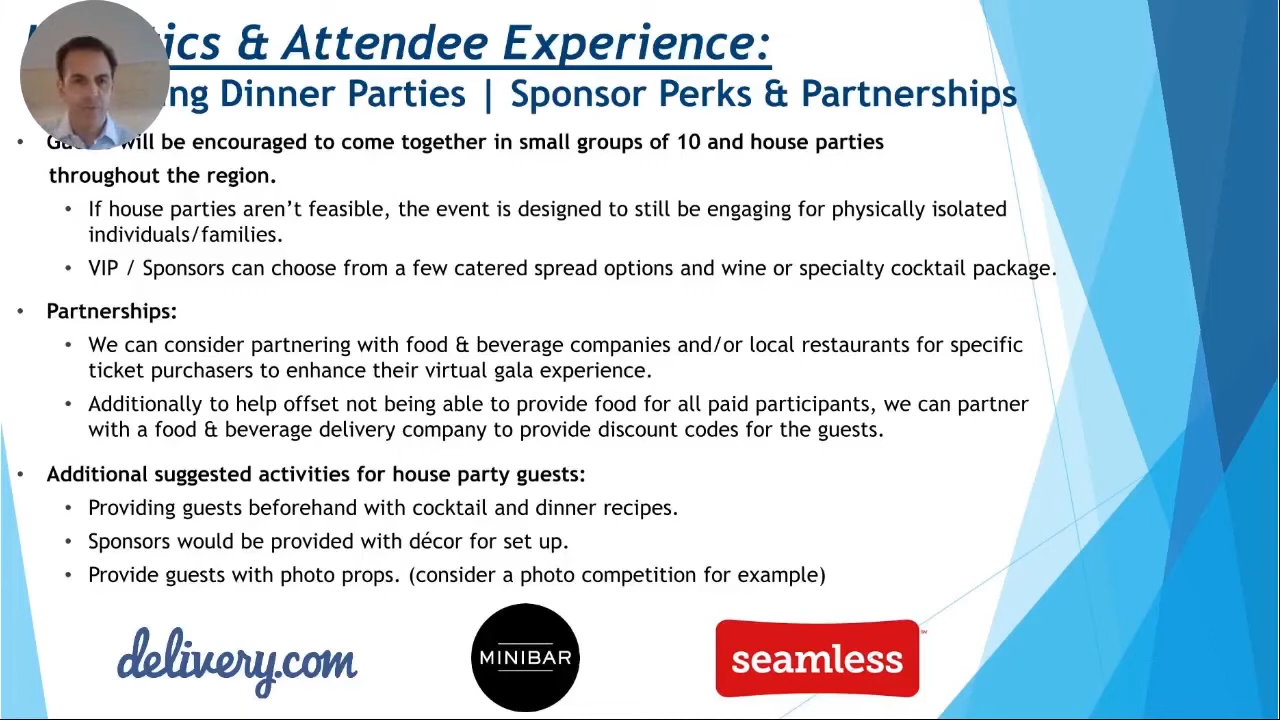 & Attendee Experience:
Dinner Parties | Sponsor Perks & Partnerships
• will be encouraged to come together in small groups of 10 and house parties
throughout the region.
• If house parties aren’t feasible, the event is designed to still be engaging for physically isolated
individuals/families.
• VIP / Sponsors can choose from a few catered spread options and wine or specialty cocktail package.
• Partnerships:
• We can consider partnering with food & beverage companies and/or local restaurants for specific
ticket purchasers to enhance their virtual gala experience.
• Additionally to help offset not being able to provide food for all paid participants, we can partner
with a food & beverage delivery company to provide discount codes for the guests.
• Additional suggested activities for house party guests:
• Providing guests beforehand with cocktail and dinner recipes.
• Sponsors would be provided with décor for set up.
• Provide guests with photo props. (consider a photo competition for example)
delivery.com MINIBAR seamless